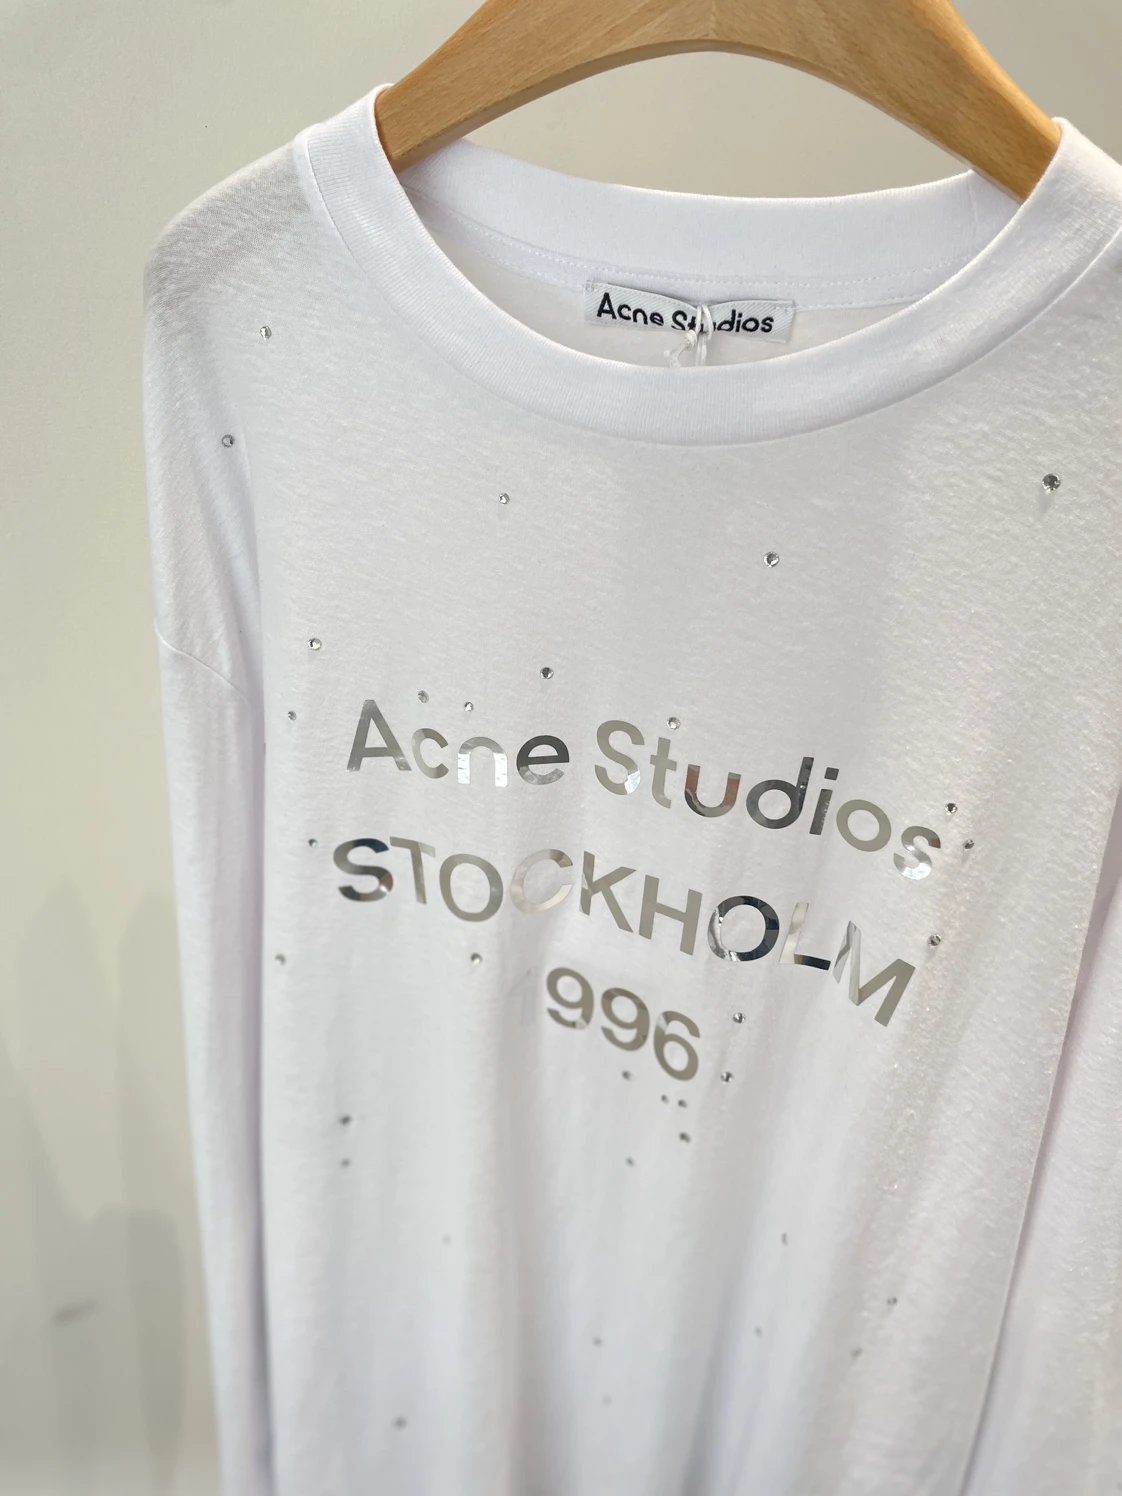 Acne Studios
Acne Studios
STOCKHOLM
1996